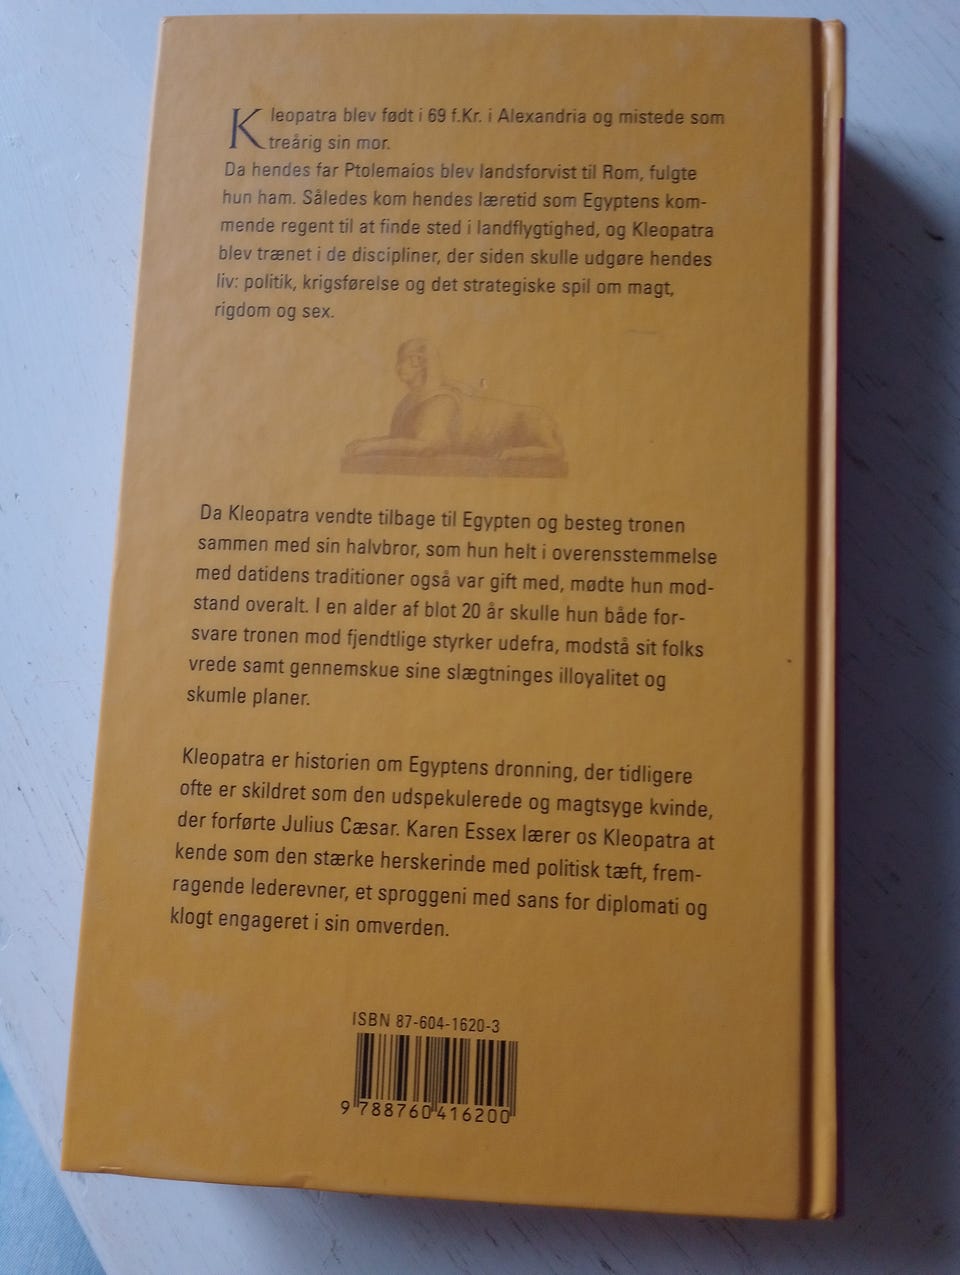 Kleopatra blev født i 69 f.Kr. i Alexandria og mistede som
treårig sin mor.
Da hendes far Ptolemaios blev landsforvist til Rom, fulgte
hun ham. Således kom hendes læretid som Egyptens kom-
mende regent til at finde sted i landflygtighed, og Kleopatra
blev trænet i de discipliner, der siden skulle udgøre hendes
liv: politik, krigsførelse og det strategiske spil om magt,
rigdom og sex.
Da Kleopatra vendte tilbage til Egypten og besteg tronen
sammen med sin halvbror, som hun helt i overensstemmelse
med datidens traditioner også var gift med, mødte hun mod-
stand overalt. I en alder af blot 20 år skulle hun både for-
svare tronen mod fjendtlige styrker udefra, modstå sit folks
vrede samt gennemskue sine slægtninges illoyalitet og
skumle planer.
Kleopatra er historien om Egyptens dronning, der tidligere
ofte er skildret som den udspekulerede og magtsyge kvinde,
der forførte Julius Cæsar. Karen Essex lærer os Kleopatra at
kende som den stærke herskerinde med politisk tæft, frem-
ragende lederevner, et sproggeni med sans for diplomati og
klogt engageret i sin omverden.
ISBN 87-604-1620-3
9 788760 416200